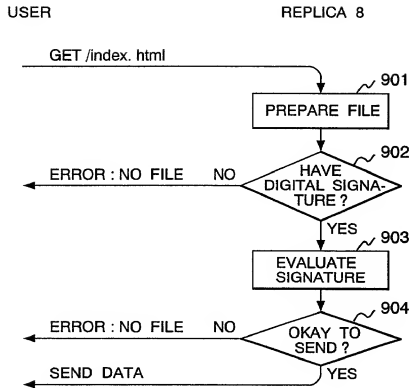 USER REPLICA 8
GET /index. html
901
PREPARE FILE
902
HAVE
DIGITAL SIGNA-
TURE ?
ERROR : NO FILE NO
YES
903
EVALUATE
SIGNATURE
904
OKAY TO
SEND ?
ERROR : NO FILE NO
SEND DATA YES